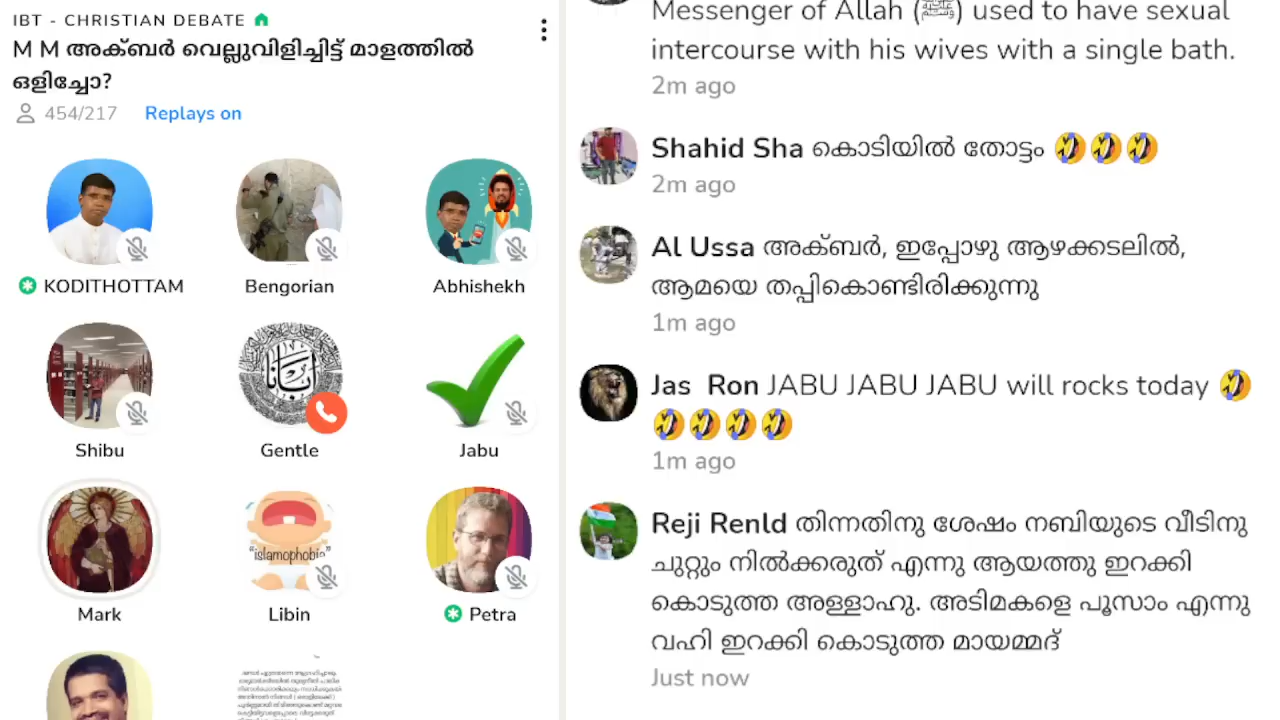 IBT - CHRISTIAN DEBATE
M M അക്ബർ വെല്ലുവിളിച്ചിട്ട് മാളത്തിൽ
ഒളിച്ചോ?
454/217 Replays on
KODITHOTTAM Bengorian Abhishekh
Shibu Gentle Jabu
"islamophobia"
Mark Libin Petra
Messenger of Allah (ﷺ) used to have sexual
intercourse with his wives with a single bath.
2m ago
Shahid Sha കൊടിയിൽ തോട്ടം 🤣🤣🤣
2m ago
Al Ussa അക്ബർ, ഇപ്പോഴു ആഴക്കടലിൽ,
ആമയെ തപ്പികൊണ്ടിരിക്കുന്നു
1m ago
Jas Ron JABU JABU JABU will rocks today 🤣
🤣🤣🤣🤣
1m ago
Reji Renld തിന്നതിനു ശേഷം നബിയുടെ വീടിനു
ചുറ്റും നിൽക്കരുത് എന്നു ആയത്തു ഇറക്കി
കൊടുത്ത അള്ളാഹു. അടിമകളെ പൂസാം എന്നു
വഹി ഇറക്കി കൊടുത്ത മായമ്മദ്
Just now